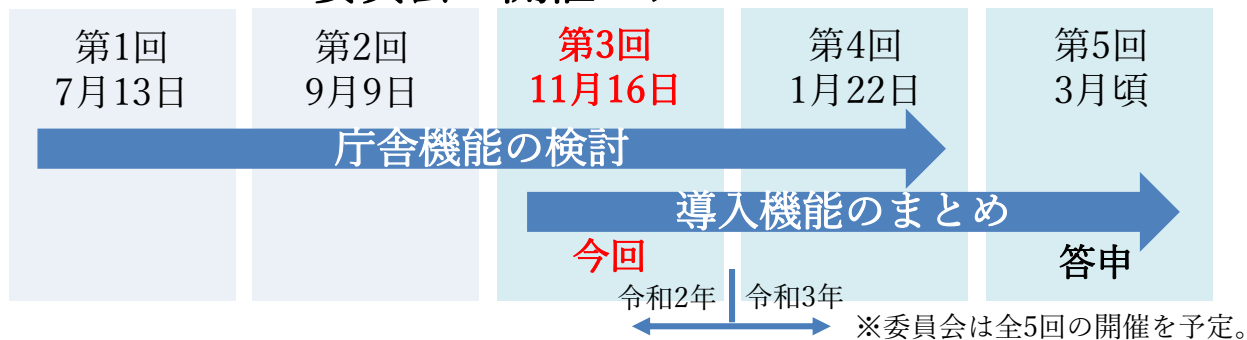 第1回
7月13日
第2回
9月9日
第3回
11月16日
第4回
1月22日
第5回
3月頃
庁舎機能の検討
導入機能のまとめ
今回
答申
令和2年
令和3年
※委員会は全5回の開催を予定。